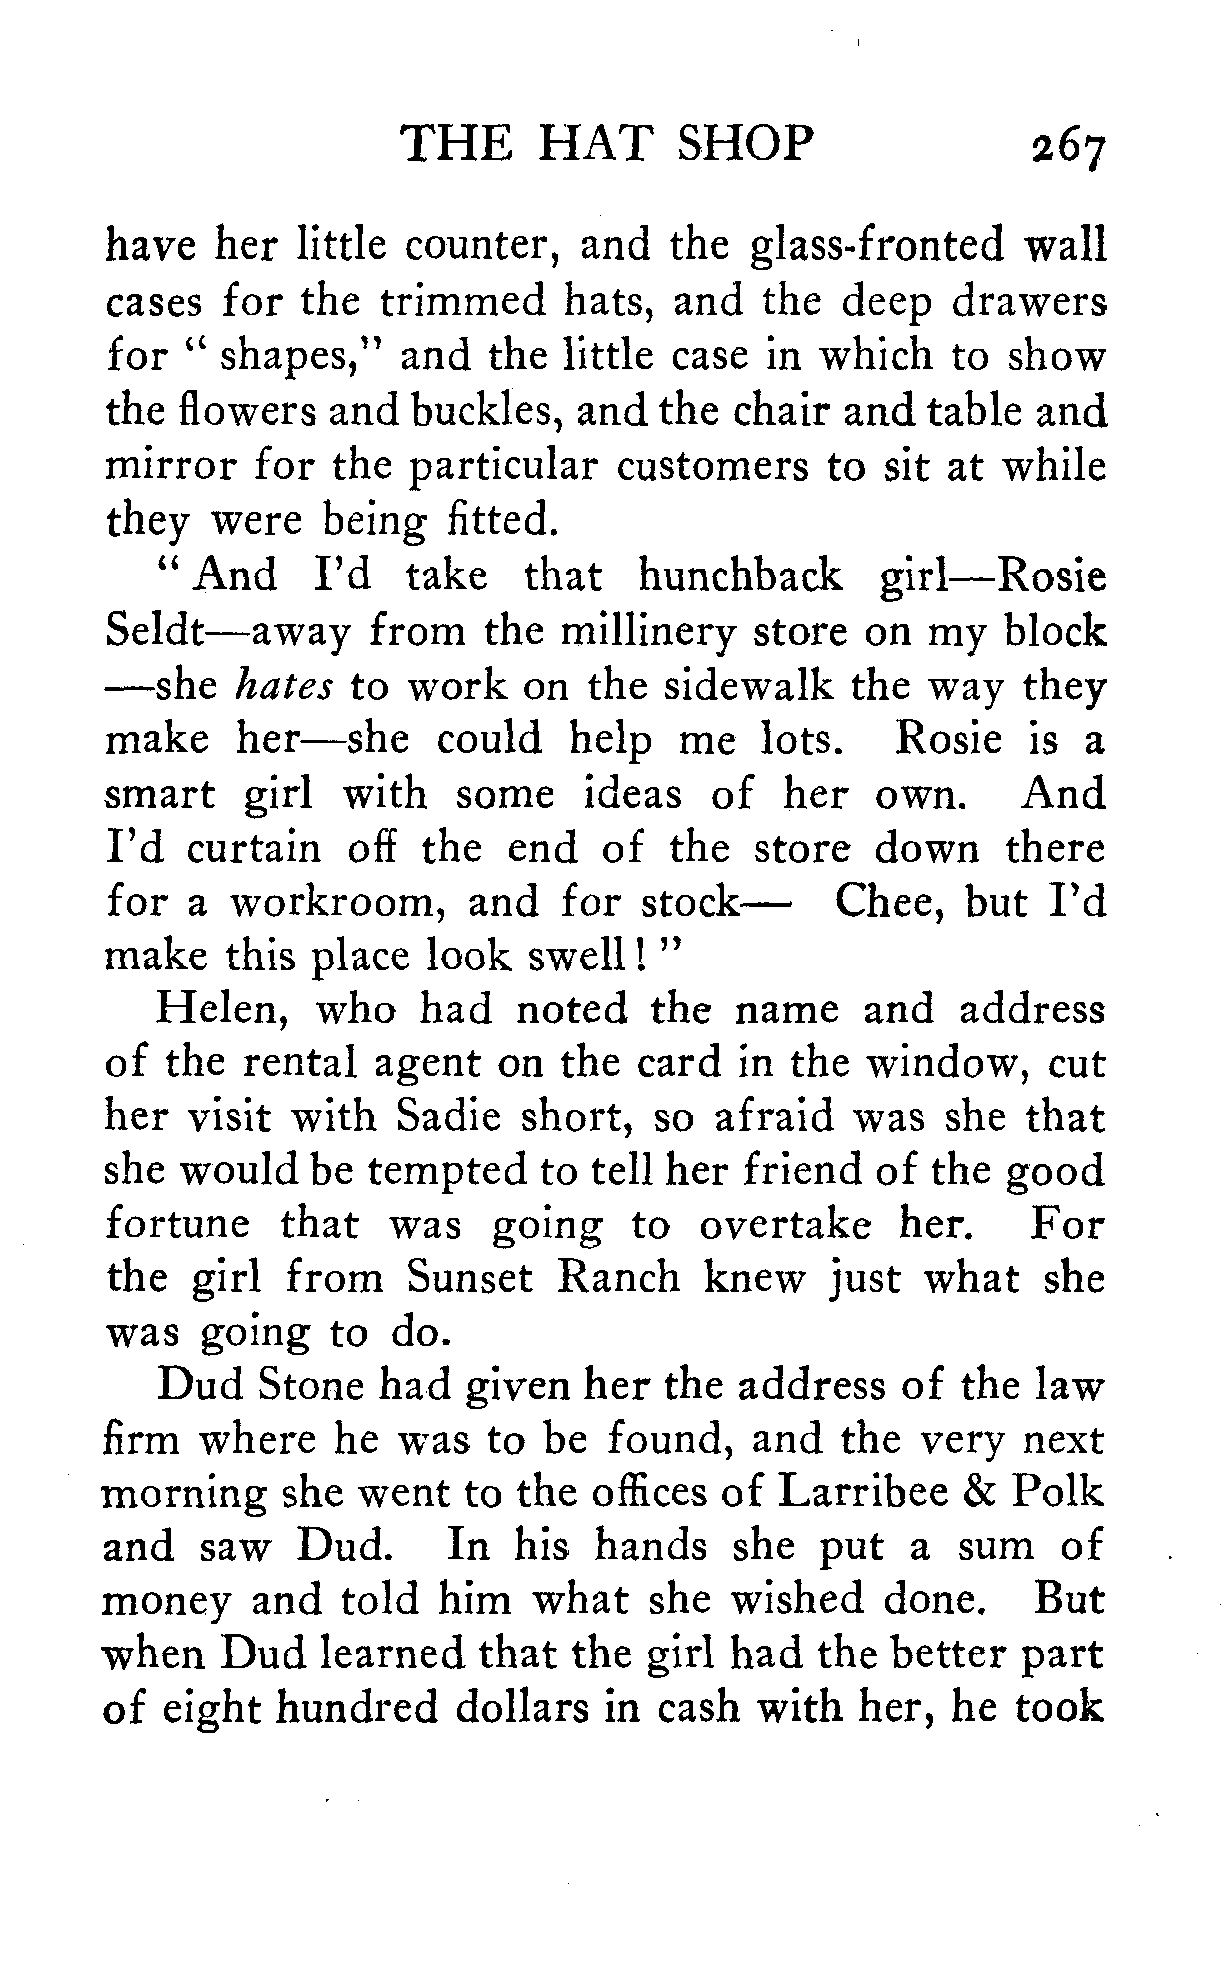 THE HAT SHOP 267
have her little counter, and the glass-fronted wall
cases for the trimmed hats, and the deep drawers
for “ shapes,” and the little case in which to show
the flowers and buckles, and the chair and table and
mirror for the particular customers to sit at while
they were being fitted.
“ And I’d take that hunchback girl—Rosie
Seldt—away from the millinery store on my block
—she hates to work on the sidewalk the way they
make her—she could help me lots. Rosie is a
smart girl with some ideas of her own. And
I’d curtain off the end of the store down there
for a workroom, and for stock— Chee, but I’d
make this place look swell ! ”
Helen, who had noted the name and address
of the rental agent on the card in the window, cut
her visit with Sadie short, so afraid was she that
she would be tempted to tell her friend of the good
fortune that was going to overtake her. For
the girl from Sunset Ranch knew just what she
was going to do.
Dud Stone had given her the address of the law
firm where he was to be found, and the very next
morning she went to the offices of Larribee & Polk
and saw Dud. In his hands she put a sum of
money and told him what she wished done. But
when Dud learned that the girl had the better part
of eight hundred dollars in cash with her, he took